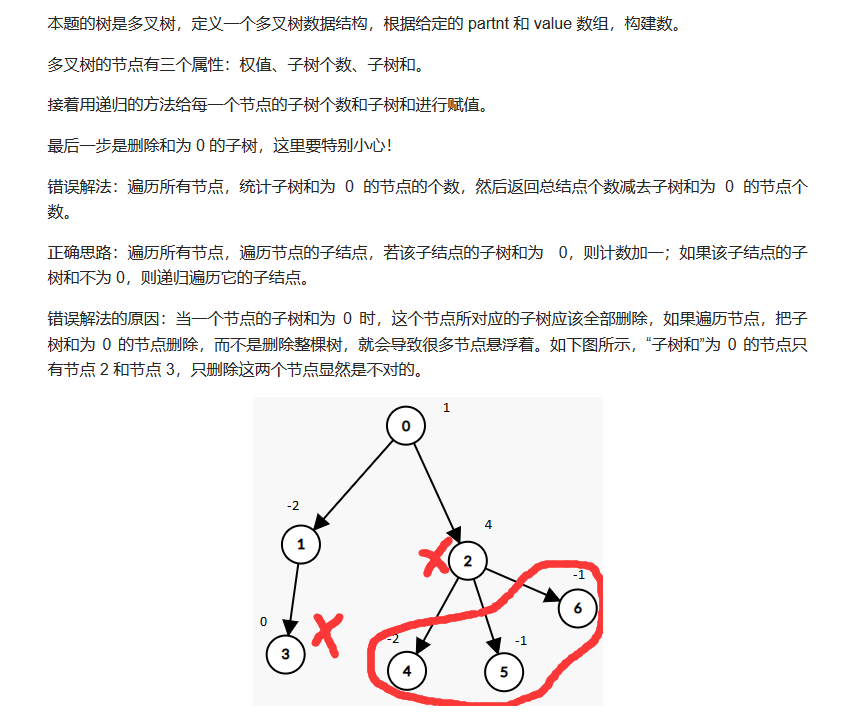 本题的树是多叉树，定义一个多叉树数据结构，根据给定的 partnt 和 value 数组，构建数。
多叉树的节点有三个属性：权值、子树个数、子树和。
接着用递归的方法给每一个节点的子树个数和子树和进行赋值。
最后一步是删除和为 0 的子树，这里要特别小心！
错误解法：遍历所有节点，统计子树和为 0 的节点的个数，然后返回总结点个数减去子树和为 0 的节点个
数。
正确思路：遍历所有节点，遍历节点的子结点，若该子结点的子树和为 0，则计数加一；如果该子结点的子
树和不为 0，则递归遍历它的子结点。
错误解法的原因：当一个节点的子树和为 0 时，这个节点所对应的子树应该全部删除，如果遍历节点，把子
树和为 0 的节点删除，而不是删除整棵树，就会导致很多节点悬浮着。如下图所示，“子树和”为 0 的节点只
有节点 2 和节点 3，只删除这两个节点显然是不对的。
1
0
-2
4
1
2
-1
6
0
3
-2
-1
4
5